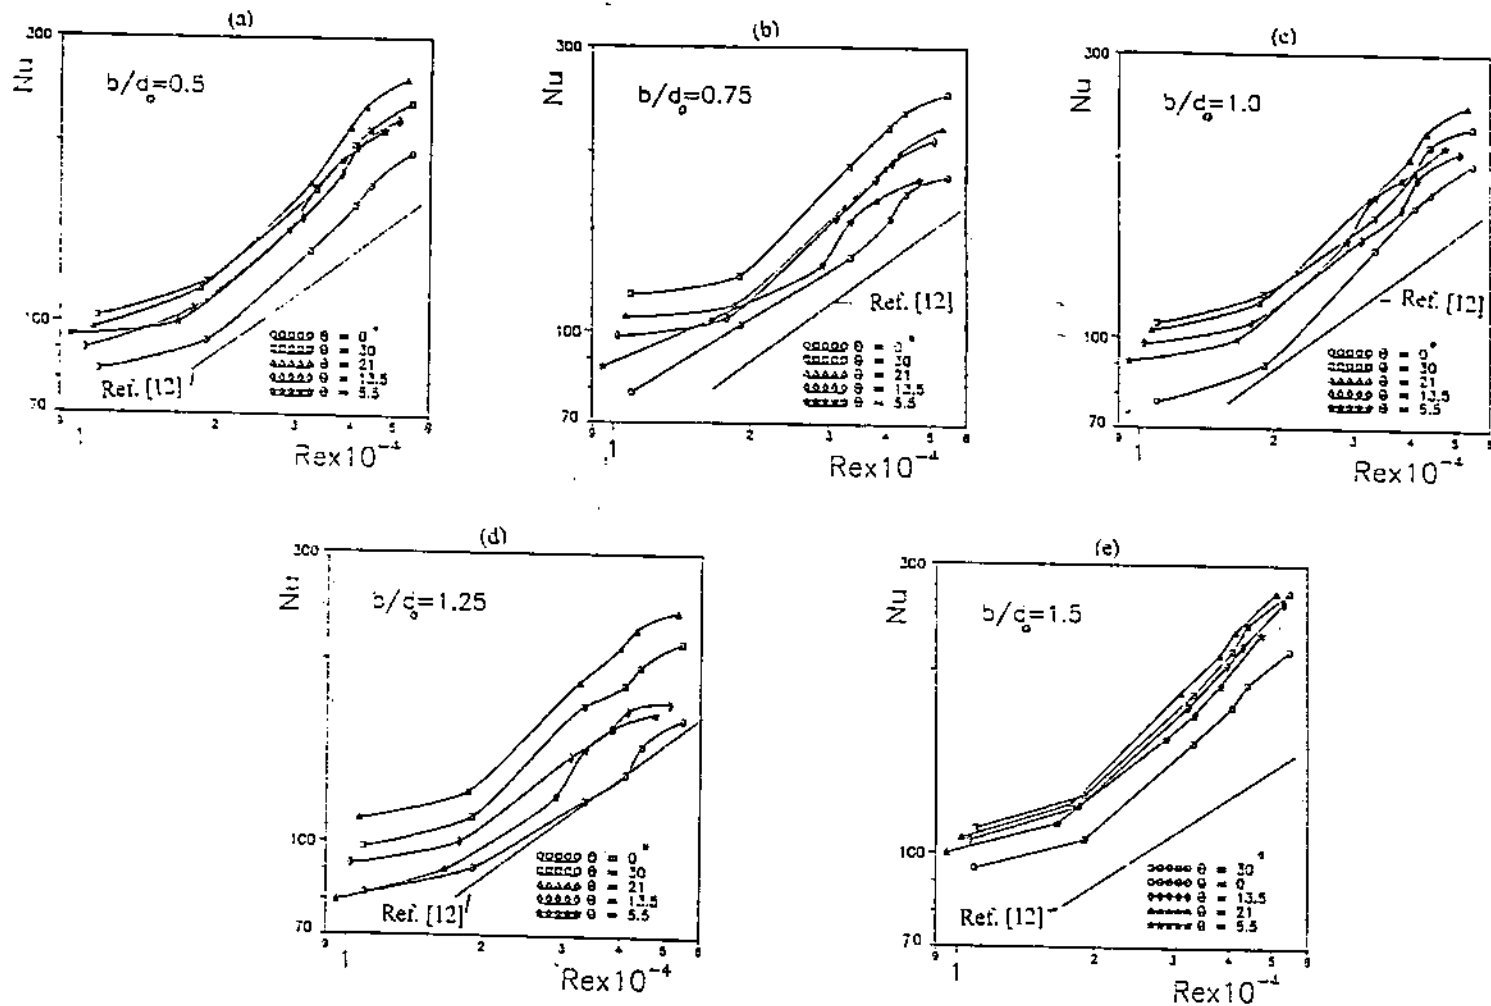 (a)
300
Nu
b/d₀=0.5
100
θ = 0°
θ = 30
θ = 21
θ = 13.5
θ = 5.5
Ref. [12]
70
9 1 2 3 4 5 6
Rex10⁻⁴
(b)
300
Nu
b/d₀=0.75
Ref. [12]
100
θ = 0°
θ = 30
θ = 21
θ = 13.5
θ = 5.5
70
9 1 2 3 4 5 6
Rex10⁻⁴
(c)
300
Nu
b/d₀=1.0
Ref. [12]
100
θ = 0°
θ = 30
θ = 21
θ = 13.5
θ = 5.5
70
9 1 2 3 4 5
Rex10⁻⁴
(d)
300
Nu
b/d₀=1.25
100
θ = 0°
θ = 30
θ = 21
θ = 13.5
θ = 5.5
Ref. [12]
70
9 1 2 3 4 5 6
Rex10⁻⁴
(e)
300
Nu
b/d₀=1.5
100
θ = 30°
θ = 0
θ = 13.5
θ = 21
θ = 5.5
Ref. [12]
70
9 1 2 3 4 5 6
Rex10⁻⁴